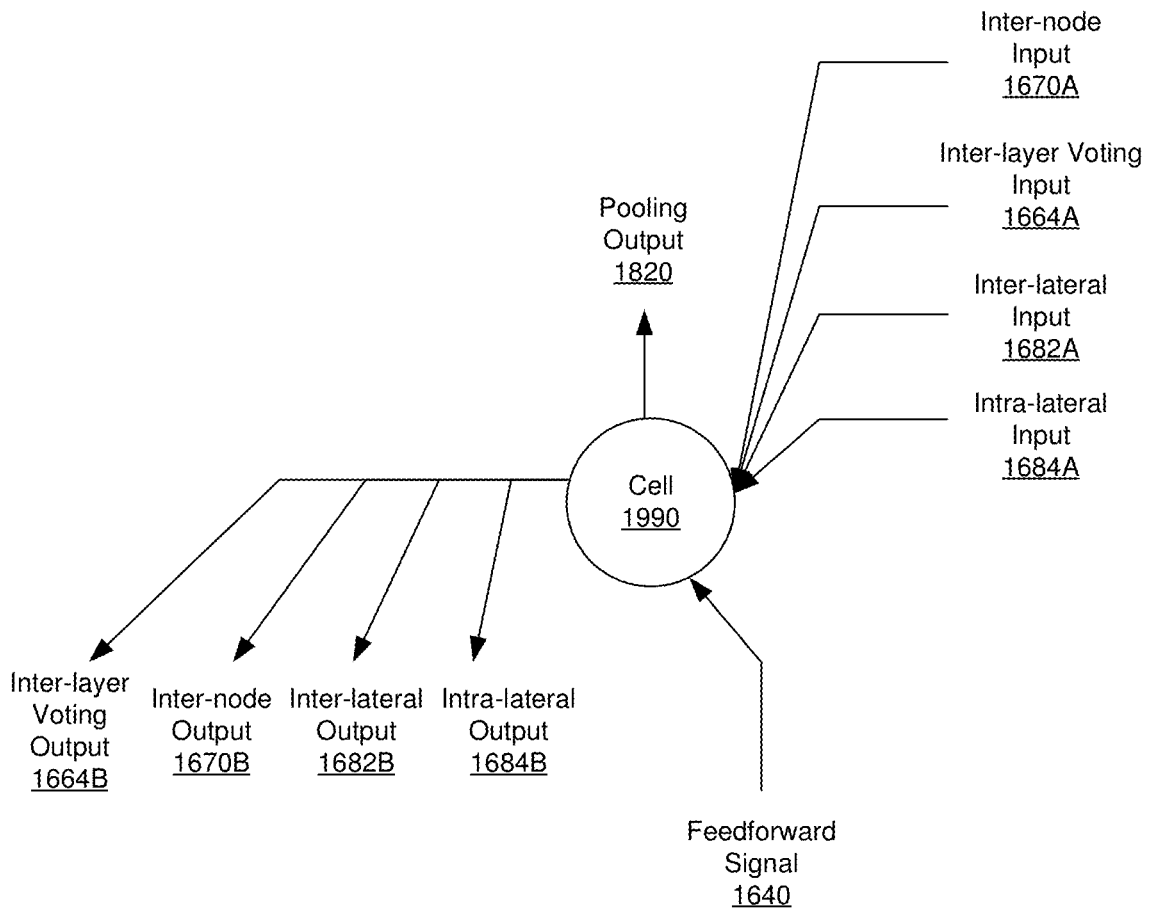 Inter-node
Input
1670A
Inter-layer Voting
Input
1664A
Pooling
Output
1820
Inter-lateral
Input
1682A
Intra-lateral
Input
1684A
Cell
1990
Inter-layer
Voting
Output
1664B
Inter-node
Output
1670B
Inter-lateral
Output
1682B
Intra-lateral
Output
1684B
Feedforward
Signal
1640